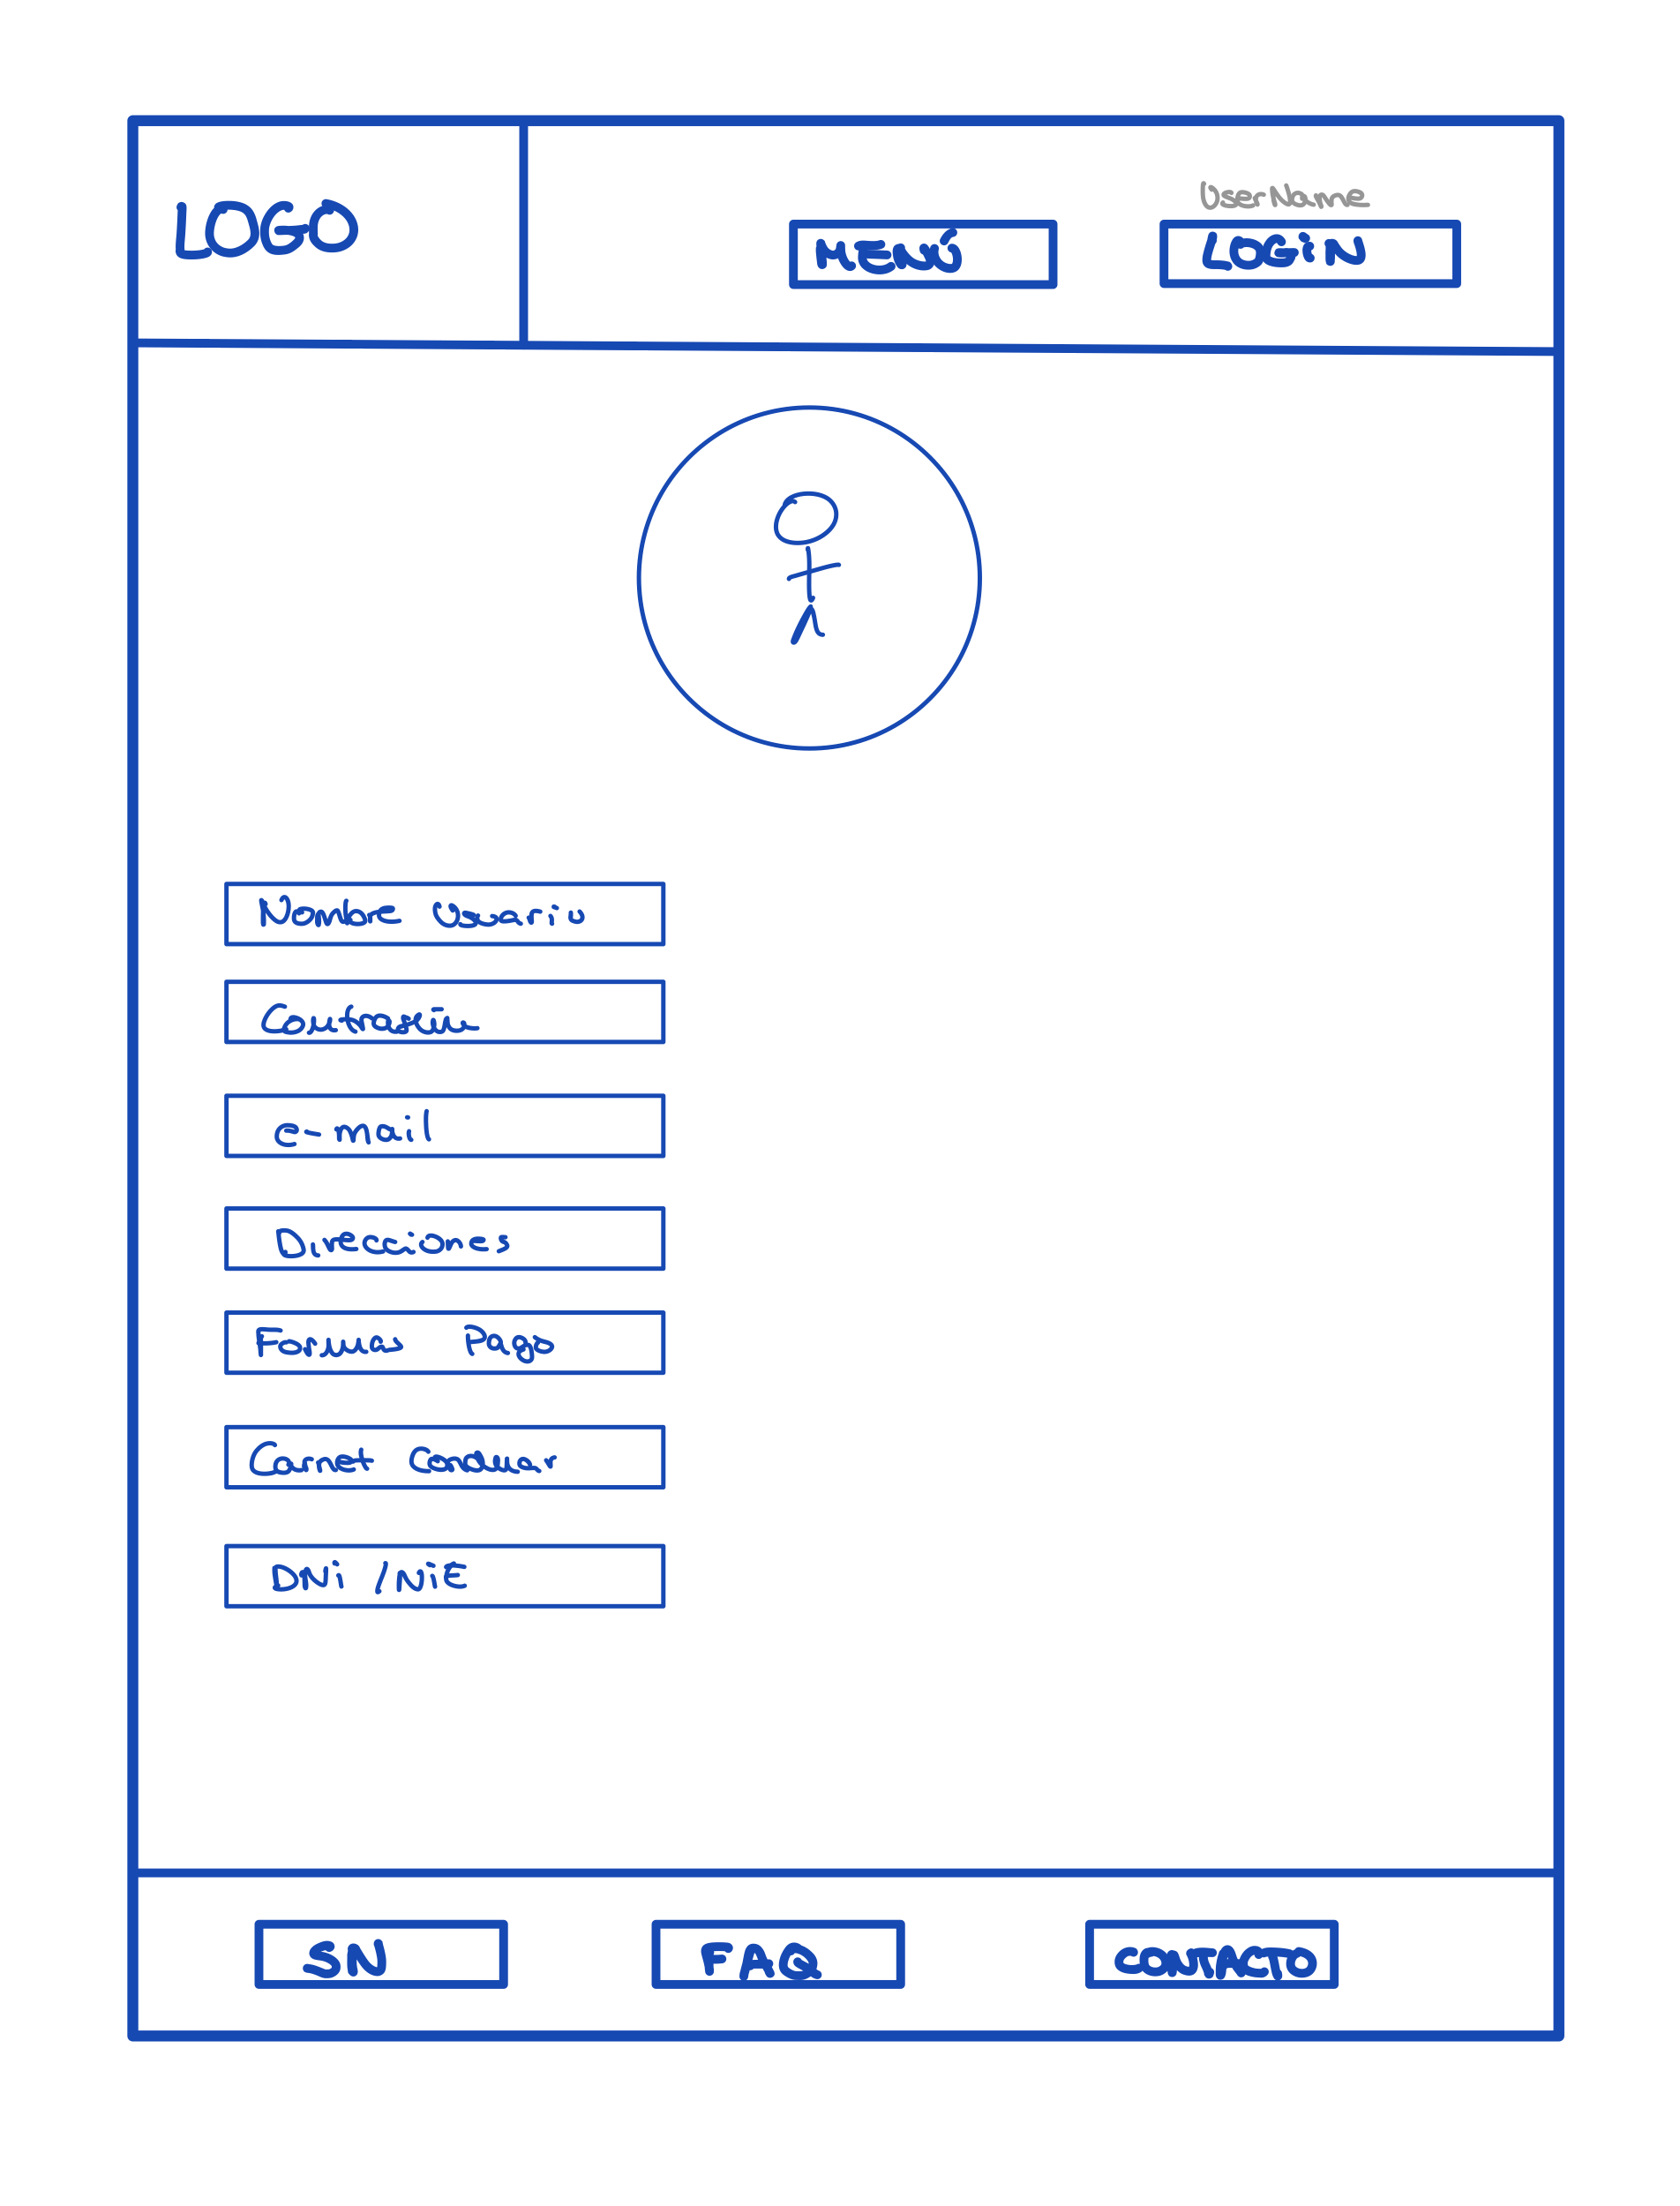 LOGO
UserName
MENÚ
LOGiN
Nombre Usuario
Contraseña
e-mail
Direcciones
Formas Pago
Carnet Conducir
DNi / NiE
SN
FAQ
CONTACTO